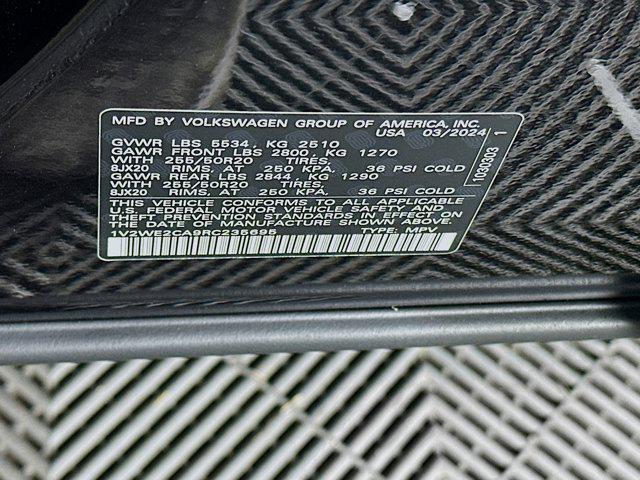 MFD BY VOLKSWAGEN GROUP OF AMERICA, INC.
USA 03/2024
GVWR LBS 5534, KG 2510
GAWR FRONT LBS 2800, KG 1270
WITH 255/50R20 TIRES,
8JX20 RIMS, AT 250 KPA, 36 PSI COLD
GAWR REAR LBS 2844, KG 1290
WITH 255/50R20 TIRES,
8JX20 RIMS, AT 250 KPA, 36 PSI COLD
THIS VEHICLE CONFORMS TO ALL APPLICABLE
U.S. FEDERAL MOTOR VEHICLE SAFETY AND
THEFT PREVENTION STANDARDS IN EFFECT ON
THE DATE OF MANUFACTURE SHOWN ABOVE.
1V2WE2CA9RC235695 TYPE: MPV
1030303 1